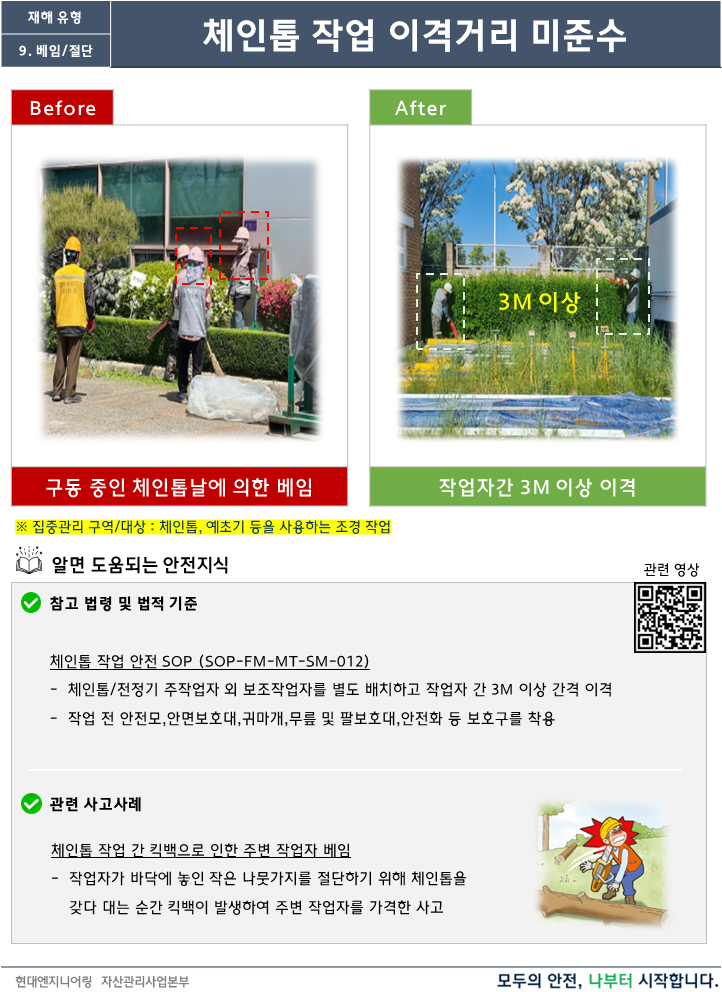 재해 유형
9. 베임/절단
체인톱 작업 이격거리 미준수
Before
After
3M 이상
구동 중인 체인톱날에 의한 베임
작업자간 3M 이상 이격
※ 집중관리 구역/대상 : 체인톱, 예초기 등을 사용하는 조경 작업
알면 도움되는 안전지식
관련 영상
참고 법령 및 법적 기준
체인톱 작업 안전 SOP (SOP-FM-MT-SM-012)
- 체인톱/전정기 주작업자 외 보조작업자를 별도 배치하고 작업자 간 3M 이상 간격 이격
- 작업 전 안전모,안면보호대,귀마개,무릎 및 팔보호대,안전화 등 보호구를 착용
관련 사고사례
체인톱 작업 간 킥백으로 인한 주변 작업자 베임
- 작업자가 바닥에 놓인 작은 나뭇가지를 절단하기 위해 체인톱을
갖다 대는 순간 킥백이 발생하여 주변 작업자를 가격한 사고
현대엔지니어링 자산관리사업본부
모두의 안전, 나부터 시작합니다.